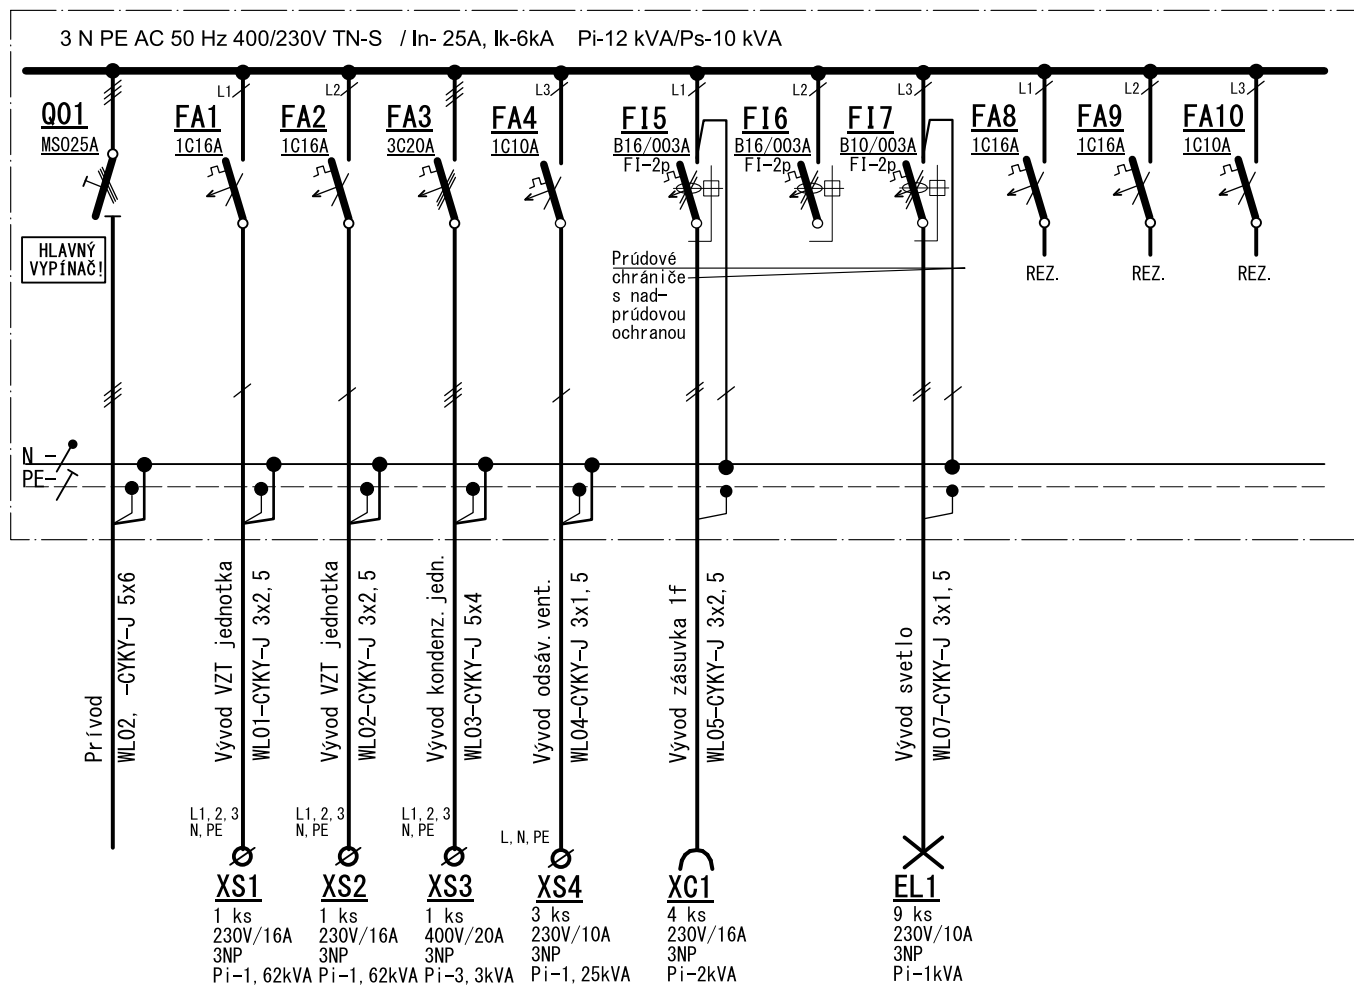 3 N PE AC 50 Hz 400/230V TN-S / In- 25A, Ik-6kA Pi-12 kVA/Ps-10 kVA
Q01
MSO25A
HLAVNÝ
VYPÍNAČ!
L1
FA1
1C16A
L2
FA2
1C16A
FA3
3C20A
L3
FA4
1C10A
L1
FI5
B16/003A
FI-2p
L2
FI6
B16/003A
FI-2p
L3
FI7
B10/003A
FI-2p
L1
FA8
1C16A
REZ.
L2
FA9
1C16A
REZ.
L3
FA10
1C10A
REZ.
Prúdové
chrániče
s nad-
prúdovou
ochranou
N -
PE-
Prívod
WL02, -CYKY-J 5x6
Vývod VZT jednotka
WL01-CYKY-J 3x2,5
Vývod VZT jednotka
WL02-CYKY-J 3x2,5
Vývod kondenz. jedn.
WL03-CYKY-J 5x4
Vývod odsáv. vent.
WL04-CYKY-J 3x1,5
Vývod zásuvka 1f
WL05-CYKY-J 3x2,5
Vývod svetlo
WL07-CYKY-J 3x1,5
L1,2,3
N,PE
L1,2,3
N,PE
L1,2,3
N,PE
L,N,PE
XS1
1 ks
230V/16A
3NP
Pi-1,62kVA
XS2
1 ks
230V/16A
3NP
Pi-1,62kVA
XS3
1 ks
400V/20A
3NP
Pi-3,3kVA
XS4
3 ks
230V/10A
3NP
Pi-1,25kVA
XC1
4 ks
230V/16A
3NP
Pi-2kVA
EL1
9 ks
230V/10A
3NP
Pi-1kVA